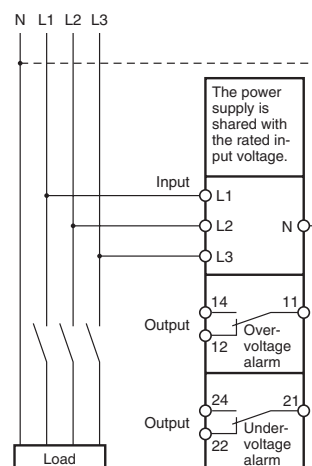 N L1 L2 L3
The power
supply is
shared with
the rated in-
put voltage.
Input
L1
L2
N
L3
14
11
Output
Over-
voltage
alarm
12
24
21
Output
Under-
voltage
alarm
22
Load